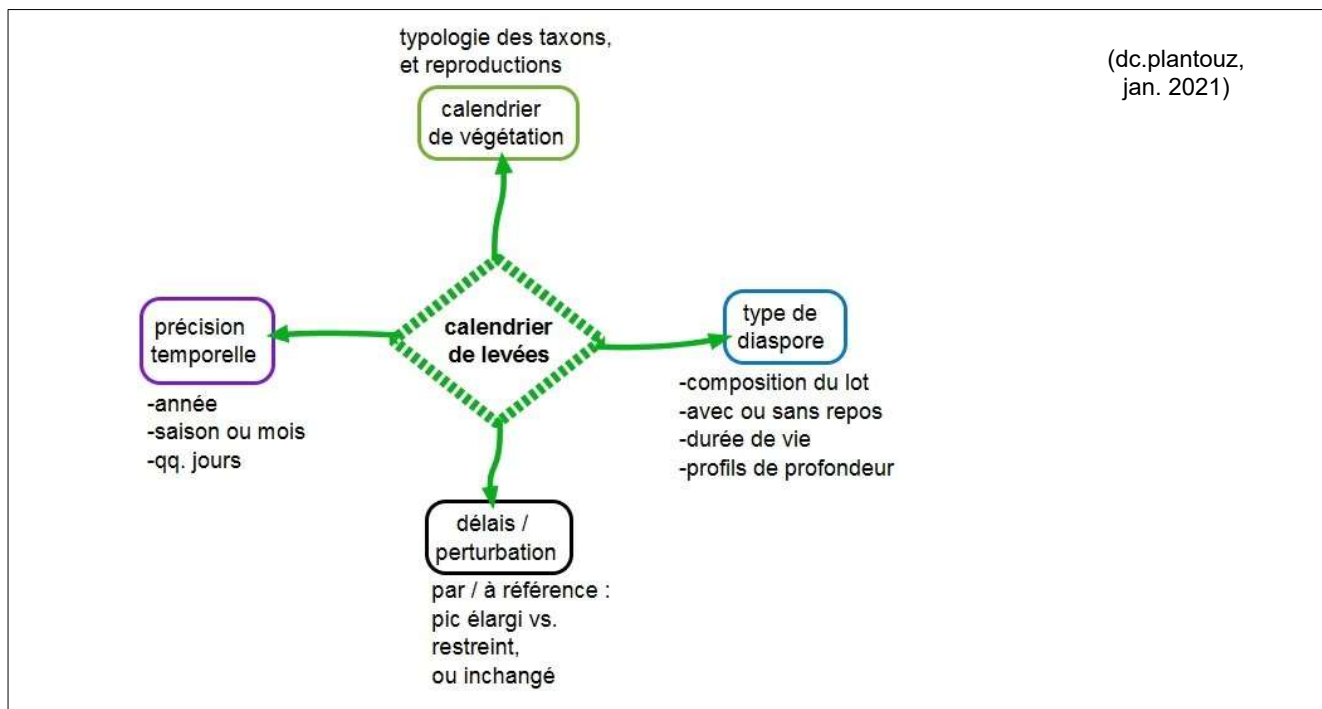 typologie des taxons,
et reproductions
(dc.plantouz,
jan. 2021)
calendrier
de végétation
précision
temporelle
-année
-saison ou mois
-qq. jours
calendrier
de levées
type de
diaspore
-composition du lot
-avec ou sans repos
-durée de vie
-profils de profondeur
délais /
perturbation
par / à référence :
pic élargi vs.
restreint,
ou inchangé